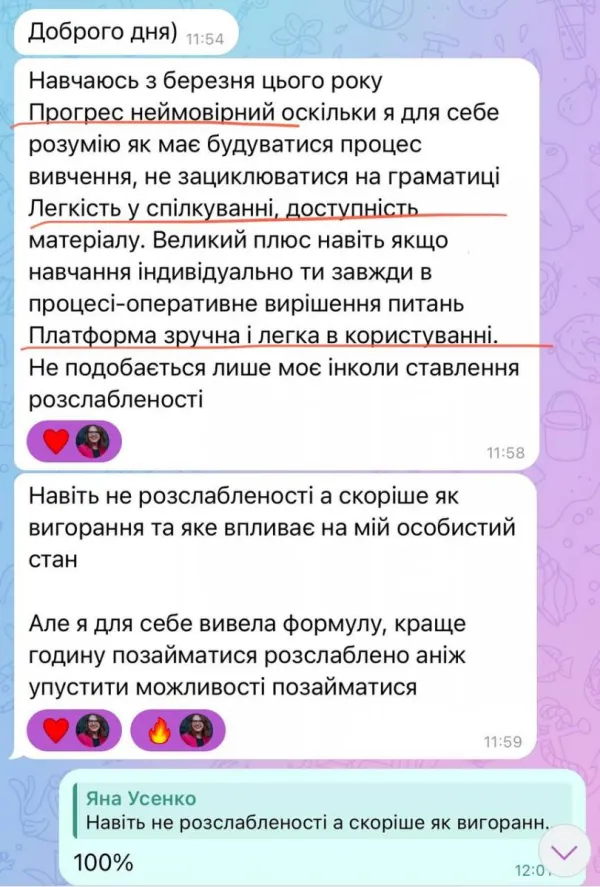 Доброго дня) 11:54
Навчаюсь з березня цього року
Прогрес неймовірний оскільки я для себе
розумію як має будуватися процес
вивчення, не зациклюватися на граматиці
Легкість у спілкуванні, доступність
матеріалу. Великий плюс навіть якщо
навчання індивідуально ти завжди в
процесі-оперативне вирішення питань
Платформа зручна і легка в користуванні.
Не подобається лише моє інколи ставлення
розслабленості
11:58
Навіть не розслабленості а скоріше як
вигорання та яке впливає на мій особистий
стан
Але я для себе вивела формулу, краще
годину позайматися розслаблено аніж
упустити можливості позайматися
11:59
Яна Усенко
Навіть не розслабленості а скоріше як вигоранн.
100%